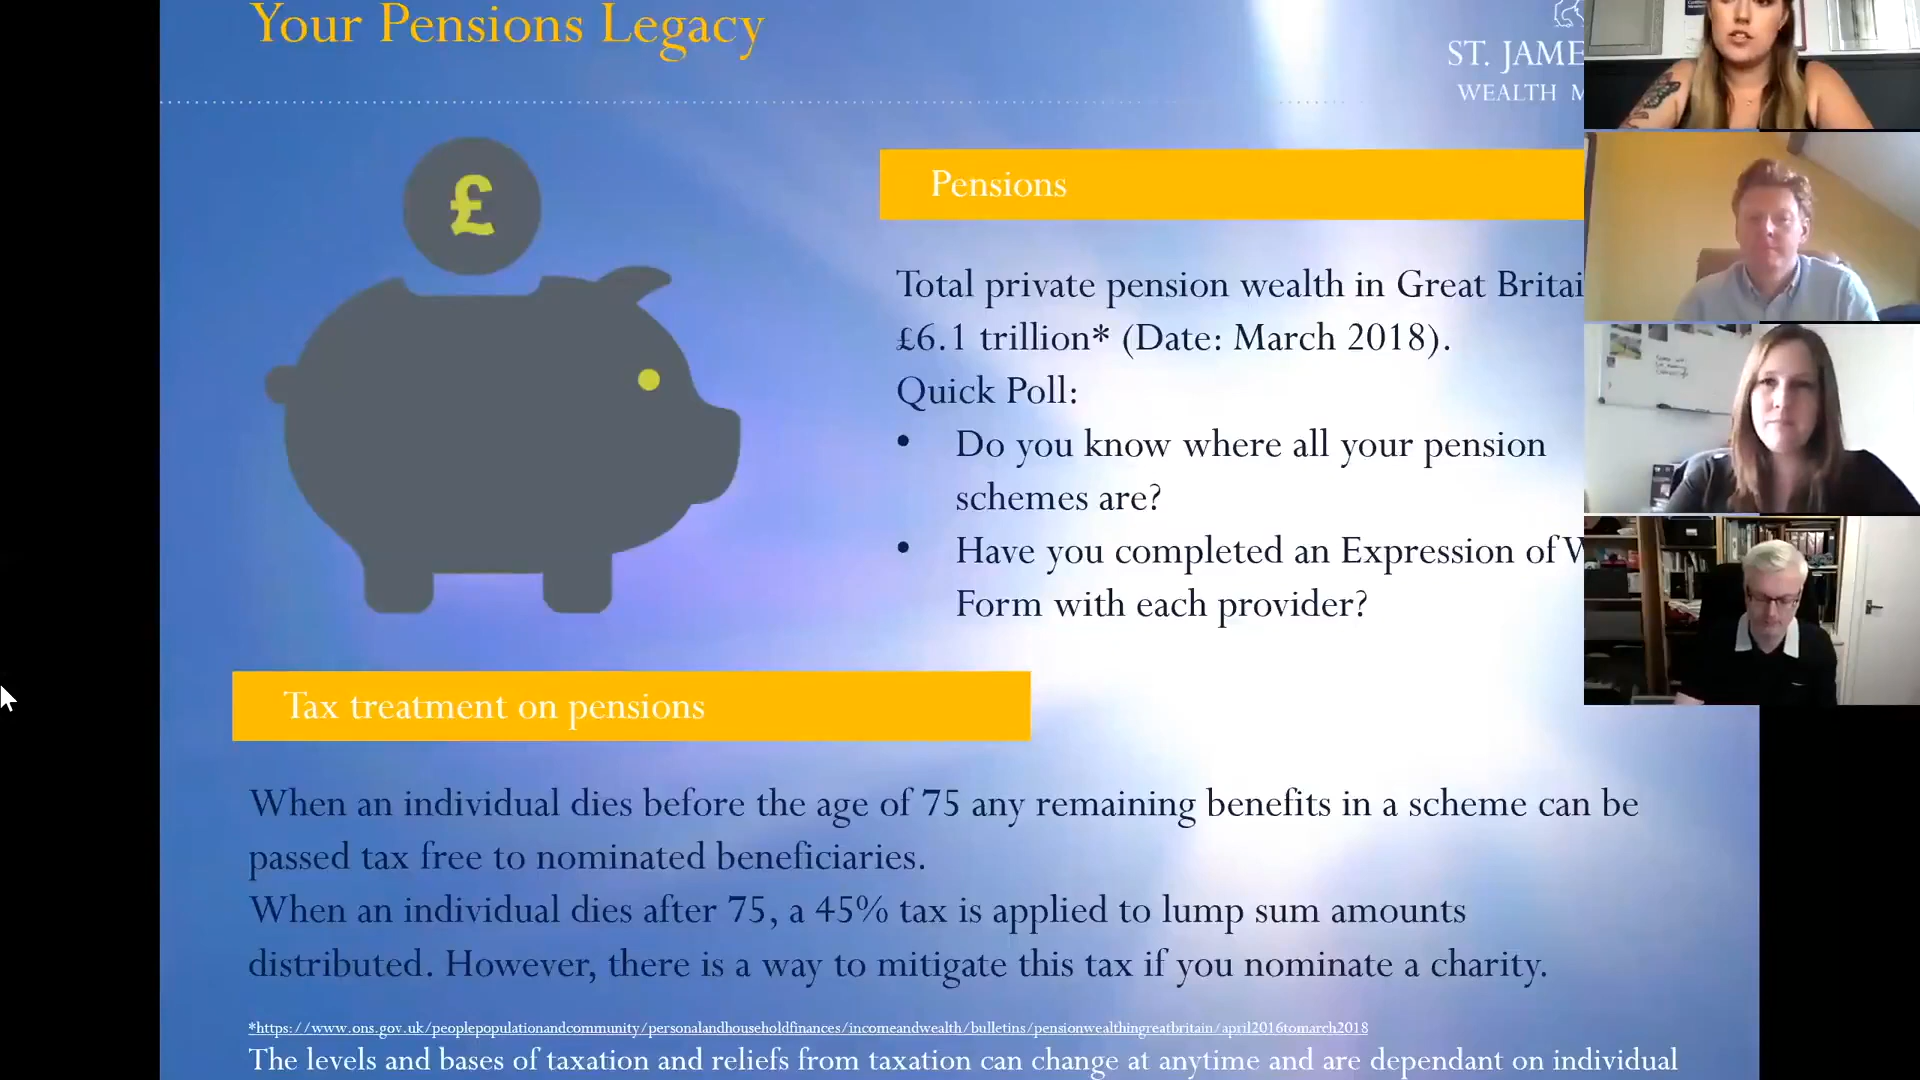 Your Pensions Legacy
ST. JAME
WEALTH M
£
Pensions
Total private pension wealth in Great Britai
£6.1 trillion* (Date: March 2018).
Quick Poll:
• Do you know where all your pension
schemes are?
• Have you completed an Expression of W
Form with each provider?
Tax treatment on pensions
When an individual dies before the age of 75 any remaining benefits in a scheme can be
passed tax free to nominated beneficiaries.
When an individual dies after 75, a 45% tax is applied to lump sum amounts
distributed. However, there is a way to mitigate this tax if you nominate a charity.
*https://www.ons.gov.uk/peoplepopulationandcommunity/personalandhouseholdfinances/incomeandwealth/bulletins/pensionwealthingreatbritain/april2016tomarch2018
The levels and bases of taxation and reliefs from taxation can change at anytime and are dependant on individual